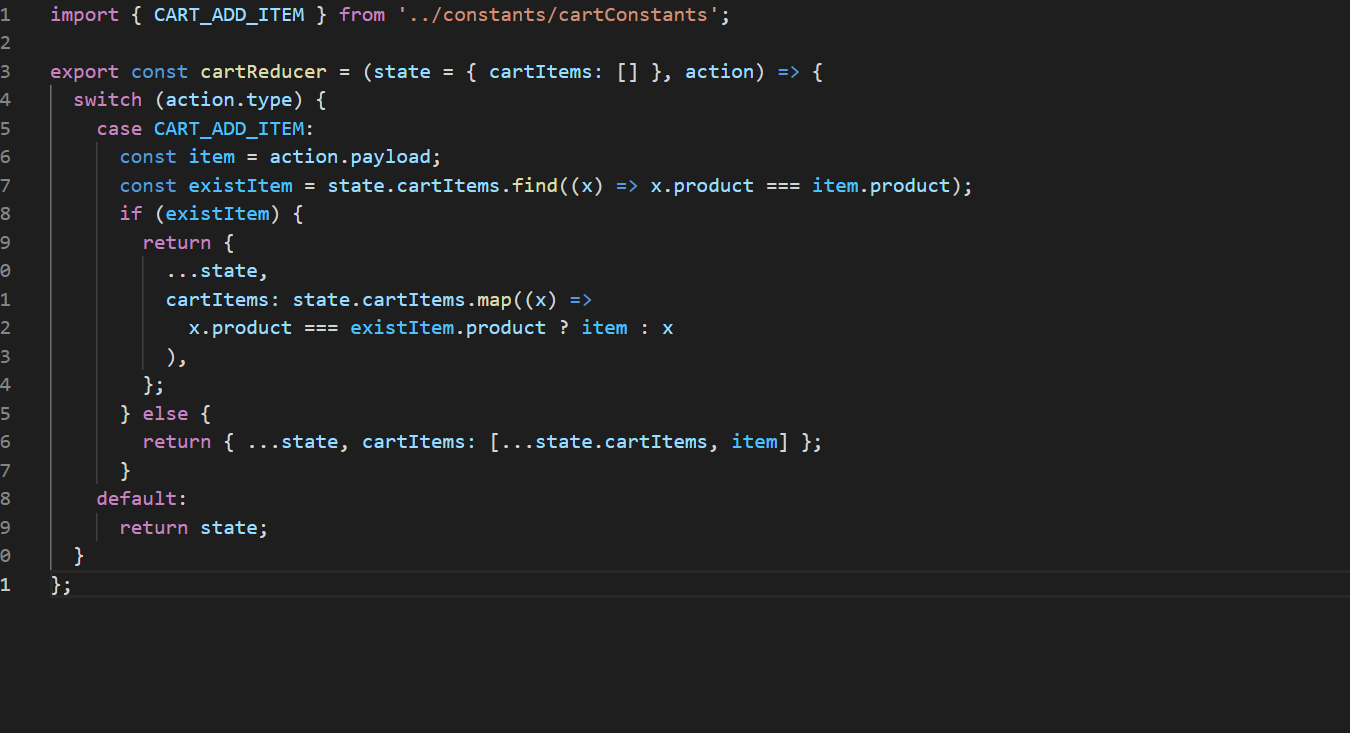 1 import { CART_ADD_ITEM } from '../constants/cartConstants';
2
3 export const cartReducer = (state = { cartItems: [] }, action) => {
4   switch (action.type) {
5     case CART_ADD_ITEM:
6       const item = action.payload;
7       const existItem = state.cartItems.find((x) => x.product === item.product);
8       if (existItem) {
9         return {
0           ...state,
1           cartItems: state.cartItems.map((x) =>
2             x.product === existItem.product ? item : x
3           ),
4         };
5       } else {
6         return { ...state, cartItems: [...state.cartItems, item] };
7       }
8     default:
9       return state;
0   }
1 };